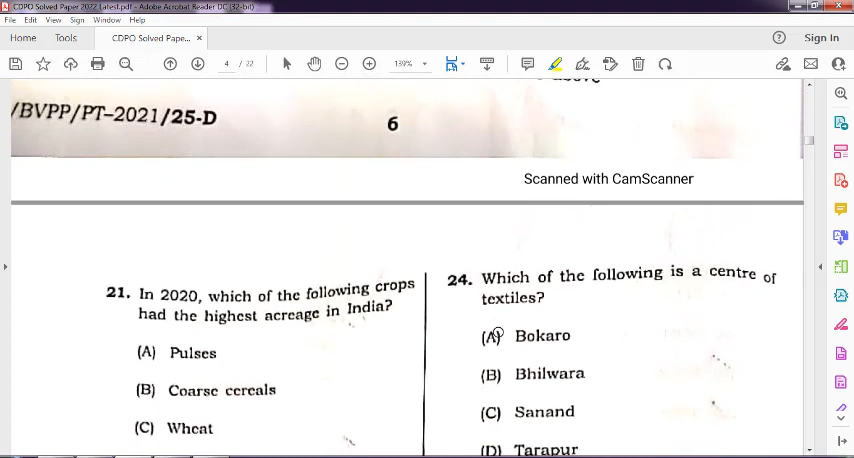 CDPO Solved Paper 2022 Latest.pdf - Adobe Acrobat Reader DC (32-bit)
File Edit View Sign Window Help
Home Tools CDPO Solved Pape... × Sign In
4 / 22 139%
above
/BVPP/PT–2021/25-D
6
Scanned with CamScanner
21. In 2020, which of the following crops
had the highest acreage in India?
(A) Pulses
(B) Coarse cereals
(C) Wheat
24. Which of the following is a centre of
textiles?
(A) Bokaro
(B) Bhilwara
(C) Sanand
(D) Tarapur